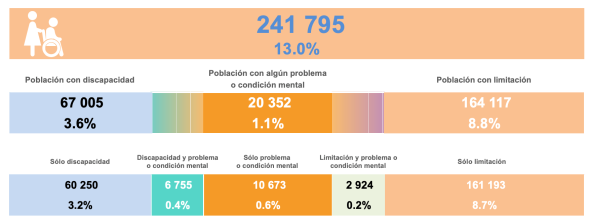 241 795
13.0%
Población con discapacidad
Población con algún problema
o condición mental
Población con limitación
67 005
20 352
164 117
3.6%
1.1%
8.8%
Sólo discapacidad
Discapacidad y problema
o condición mental
Sólo problema
o condición mental
Limitación y problema o
condición mental
Sólo limitación
60 250
6 755
10 673
2 924
161 193
3.2%
0.4%
0.6%
0.2%
8.7%